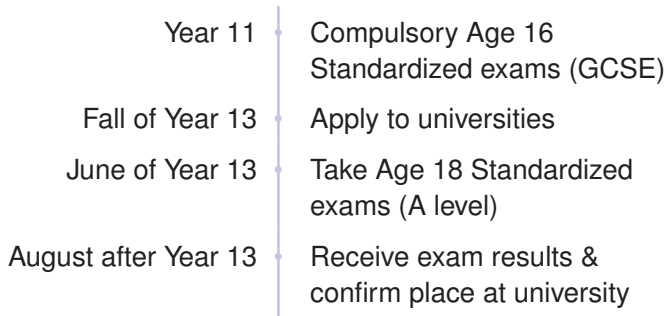 Year 11 Compulsory Age 16
Standardized exams (GCSE)
Fall of Year 13 Apply to universities
June of Year 13 Take Age 18 Standardized
exams (A level)
August after Year 13 Receive exam results &
confirm place at university